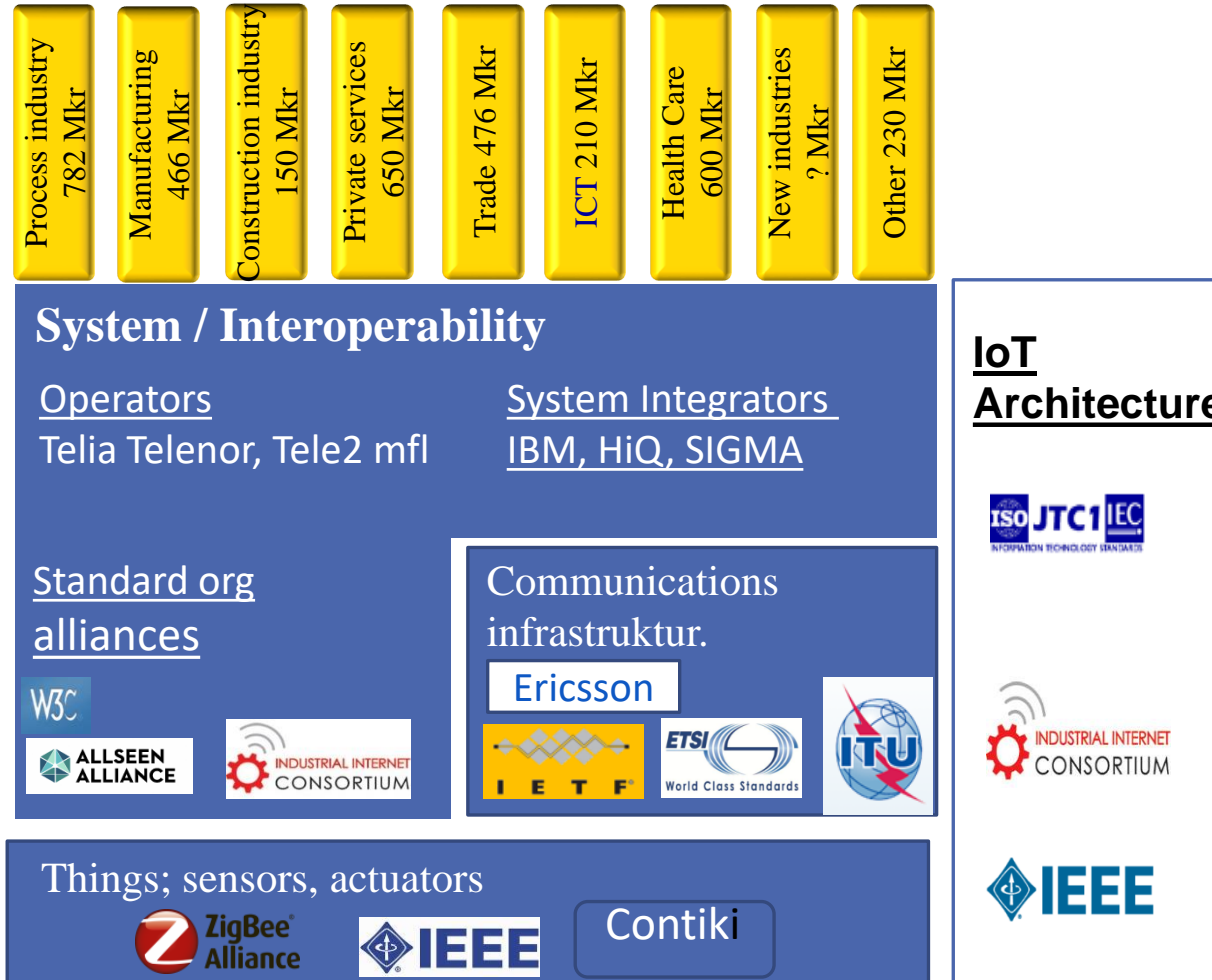 Process industry
782 Mkr
Manufacturing
466 Mkr
Construction industry
150 Mkr
Private services
650 Mkr
Trade 476 Mkr
ICT 210 Mkr
Health Care
600 Mkr
New industries
? Mkr
Other 230 Mkr
System / Interoperability
Operators
Telia Telenor, Tele2 mfl
System Integrators
IBM, HiQ, SIGMA
Standard org
alliances
W3C
ALLSEEN
ALLIANCE
INDUSTRIAL INTERNET
CONSORTIUM
Communications
infrastruktur.
Ericsson
I E T F®
ETSI
World Class Standards
ITU
Things; sensors, actuators
ZigBee®
Alliance
IEEE
Contiki
IoT
Architecture
ISO JTC1 IEC
INFORMATION TECHNOLOGY STANDARDS
INDUSTRIAL INTERNET
CONSORTIUM
IEEE